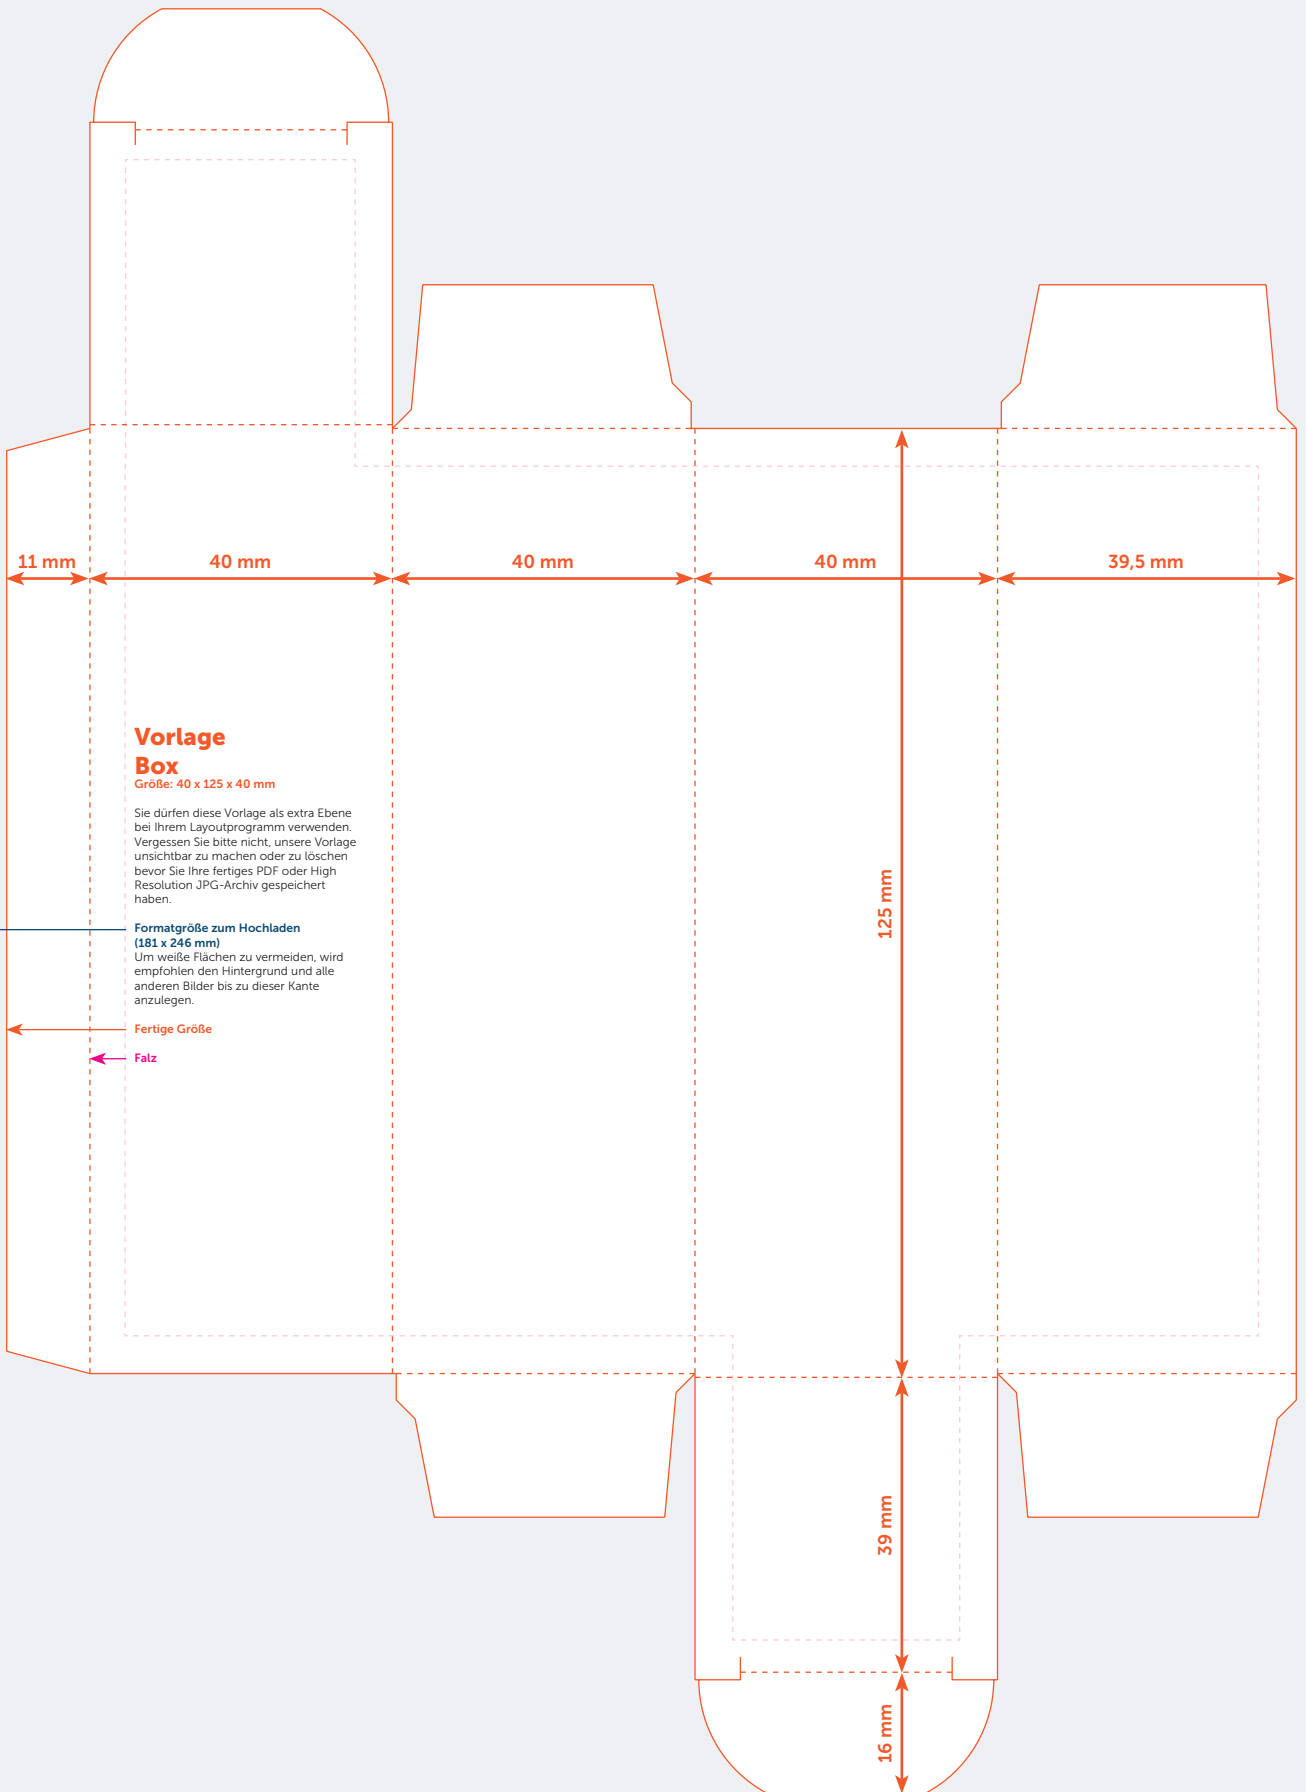 11 mm
40 mm
40 mm
40 mm
39,5 mm
Vorlage
Box
Größe: 40 x 125 x 40 mm
Sie dürfen diese Vorlage als extra Ebene
bei Ihrem Layoutprogramm verwenden.
Vergessen Sie bitte nicht, unsere Vorlage
unsichtbar zu machen oder zu löschen
bevor Sie Ihre fertiges PDF oder High
Resolution JPG-Archiv gespeichert
haben.
Formatgröße zum Hochladen
(181 x 246 mm)
Um weiße Flächen zu vermeiden, wird
empfohlen den Hintergrund und alle
anderen Bilder bis zu dieser Kante
anzulegen.
Fertige Größe
Falz
125 mm
39 mm
16 mm